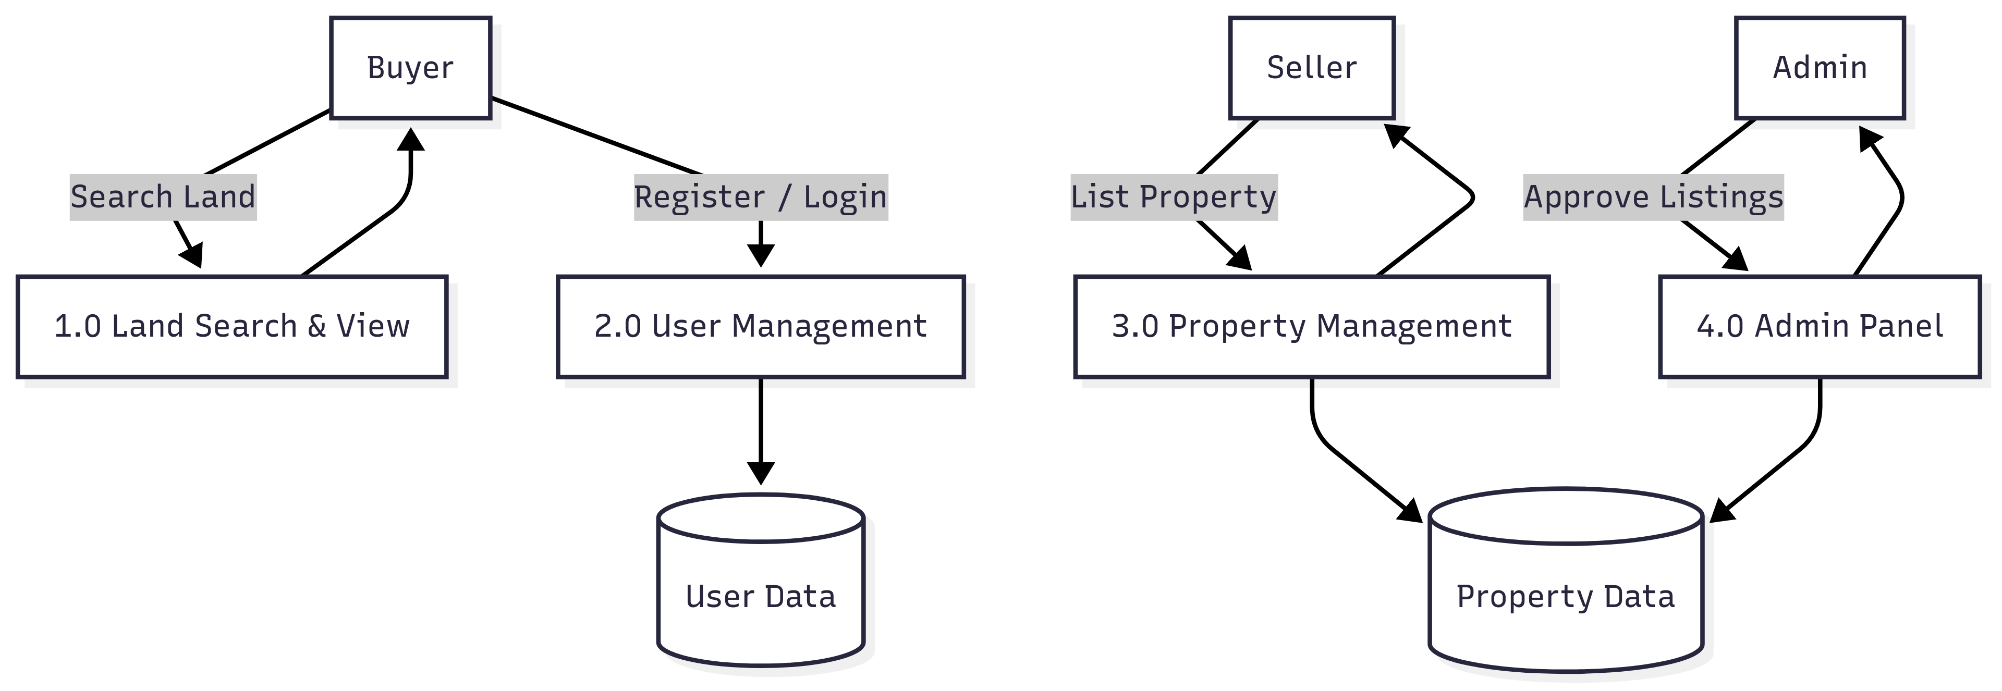 Buyer
Seller
Admin
Search Land
Register / Login
List Property
Approve Listings
1.0 Land Search & View
2.0 User Management
3.0 Property Management
4.0 Admin Panel
User Data
Property Data